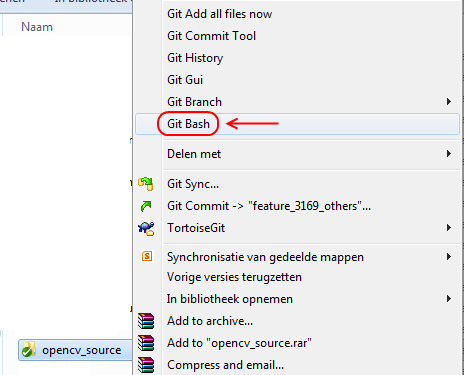 In bibliotheek
Naam
Git Add all files now
Git Commit Tool
Git History
Git Gui
Git Branch
Git Bash
Delen met
Git Sync...
Git Commit -> "feature_3169_others"...
TortoiseGit
Synchronisatie van gedeelde mappen
Vorige versies terugzetten
In bibliotheek opnemen
Add to archive...
opencv_source
Add to "opencv_source.rar"
Compress and email...